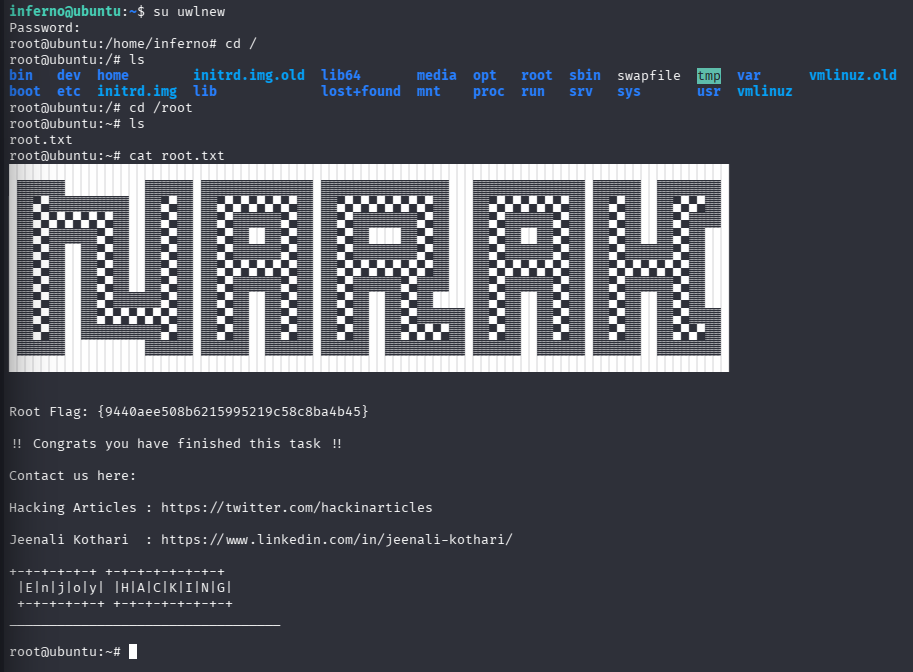 inferno@ubuntu:~$ su uwlnew
Password:
root@ubuntu:/home/inferno# cd /
root@ubuntu:/# ls
bin dev home initrd.img.old lib64 media opt root sbin swapfile tmp var vmlinuz.old
boot etc initrd.img lib lost+found mnt proc run srv sys usr vmlinuz
root@ubuntu:/# cd /root
root@ubuntu:~# ls
root.txt
root@ubuntu:~# cat root.txt
NARAK
Root Flag: {9440aee508b6215995219c58c8ba4b45}
!! Congrats you have finished this task !!
Contact us here:
Hacking Articles : https://twitter.com/hackinarticles
Jeenali Kothari  : https://www.linkedin.com/in/jeenali-kothari/
+-+-+-+-+-+ +-+-+-+-+-+-+-+
 |E|n|j|o|y| |H|A|C|K|I|N|G|
 +-+-+-+-+-+ +-+-+-+-+-+-+-+
__________________________________
root@ubuntu:~#